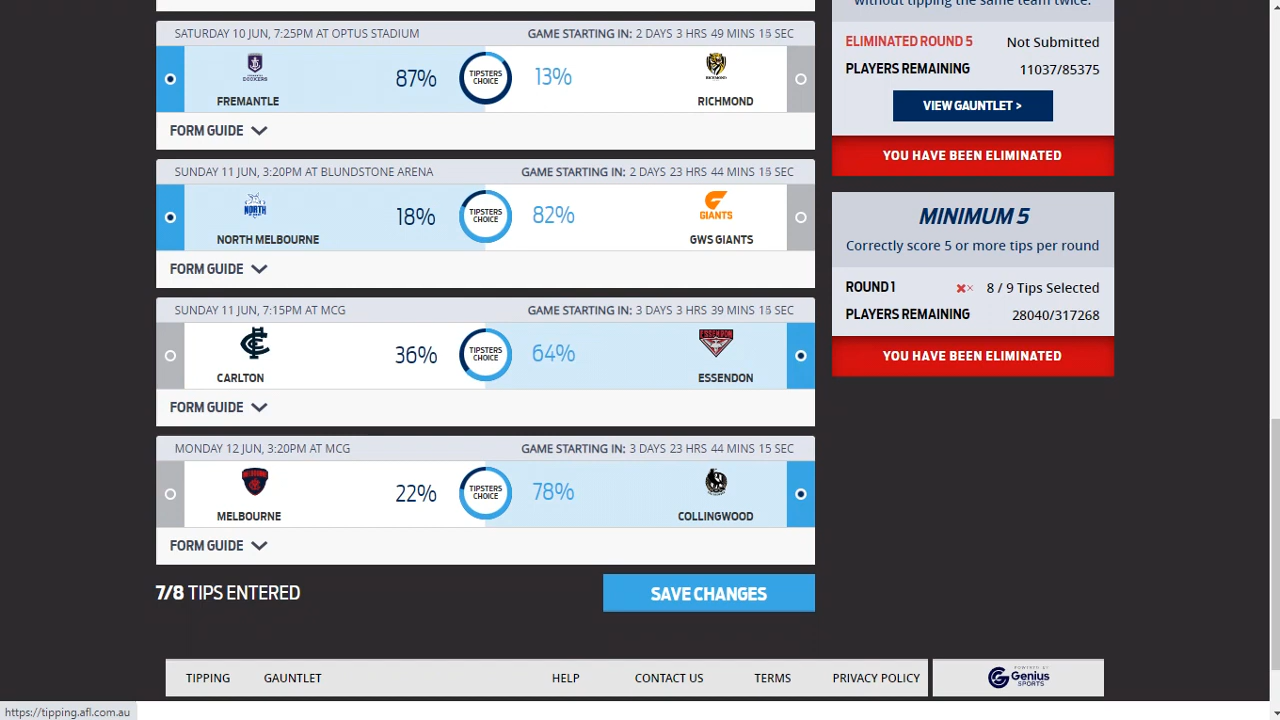 without tipping the same team twice.
SATURDAY 10 JUN, 7:25PM AT OPTUS STADIUM GAME STARTING IN: 2 DAYS 3 HRS 49 MINS 15 SEC
87% TIPSTERS CHOICE 13%
FREMANTLE RICHMOND
FORM GUIDE
ELIMINATED ROUND 5 Not Submitted
PLAYERS REMAINING 11037/85375
VIEW GAUNTLET >
YOU HAVE BEEN ELIMINATED
SUNDAY 11 JUN, 3:20PM AT BLUNDSTONE ARENA GAME STARTING IN: 2 DAYS 23 HRS 44 MINS 15 SEC
NORTH 18% TIPSTERS CHOICE 82% GIANTS
NORTH MELBOURNE GWS GIANTS
FORM GUIDE
MINIMUM 5
Correctly score 5 or more tips per round
ROUND 1 8 / 9 Tips Selected
PLAYERS REMAINING 28040/317268
YOU HAVE BEEN ELIMINATED
SUNDAY 11 JUN, 7:15PM AT MCG GAME STARTING IN: 3 DAYS 3 HRS 39 MINS 15 SEC
36% TIPSTERS CHOICE 64% ESSENDON
CARLTON ESSENDON
FORM GUIDE
MONDAY 12 JUN, 3:20PM AT MCG GAME STARTING IN: 3 DAYS 23 HRS 44 MINS 15 SEC
22% TIPSTERS CHOICE 78%
MELBOURNE COLLINGWOOD
FORM GUIDE
7/8 TIPS ENTERED SAVE CHANGES
TIPPING GAUNTLET HELP CONTACT US TERMS PRIVACY POLICY POWERED BY Genius SPORTS
https://tipping.afl.com.au